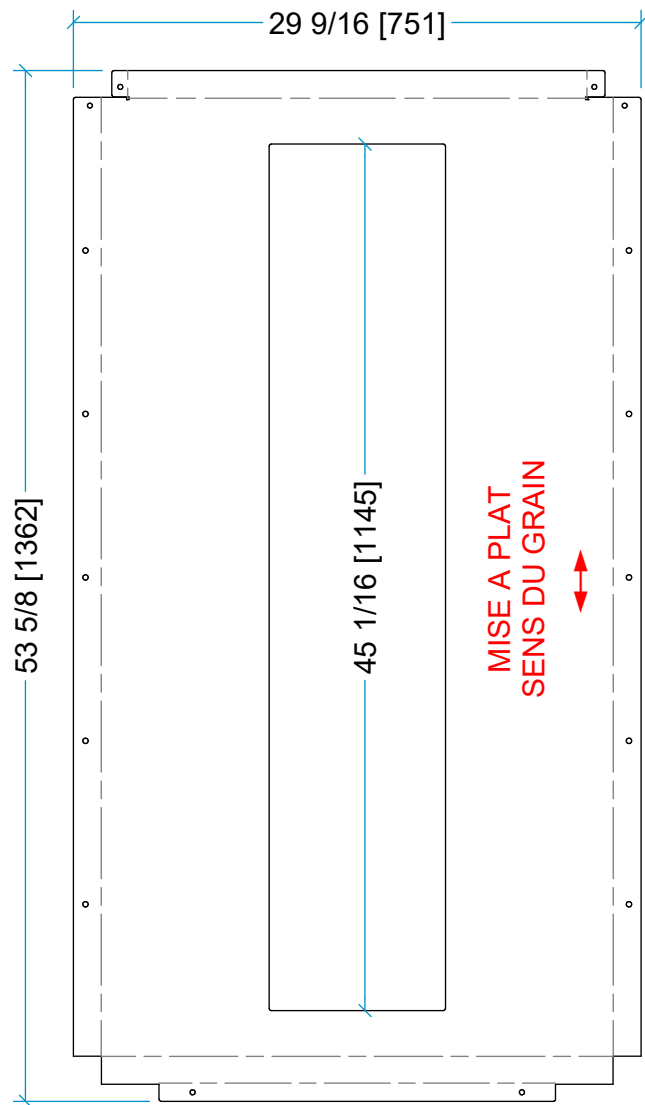 29 9/16 [751]
53 5/8 [1362]
45 1/16 [1145]
MISE A PLAT
SENS DU GRAIN